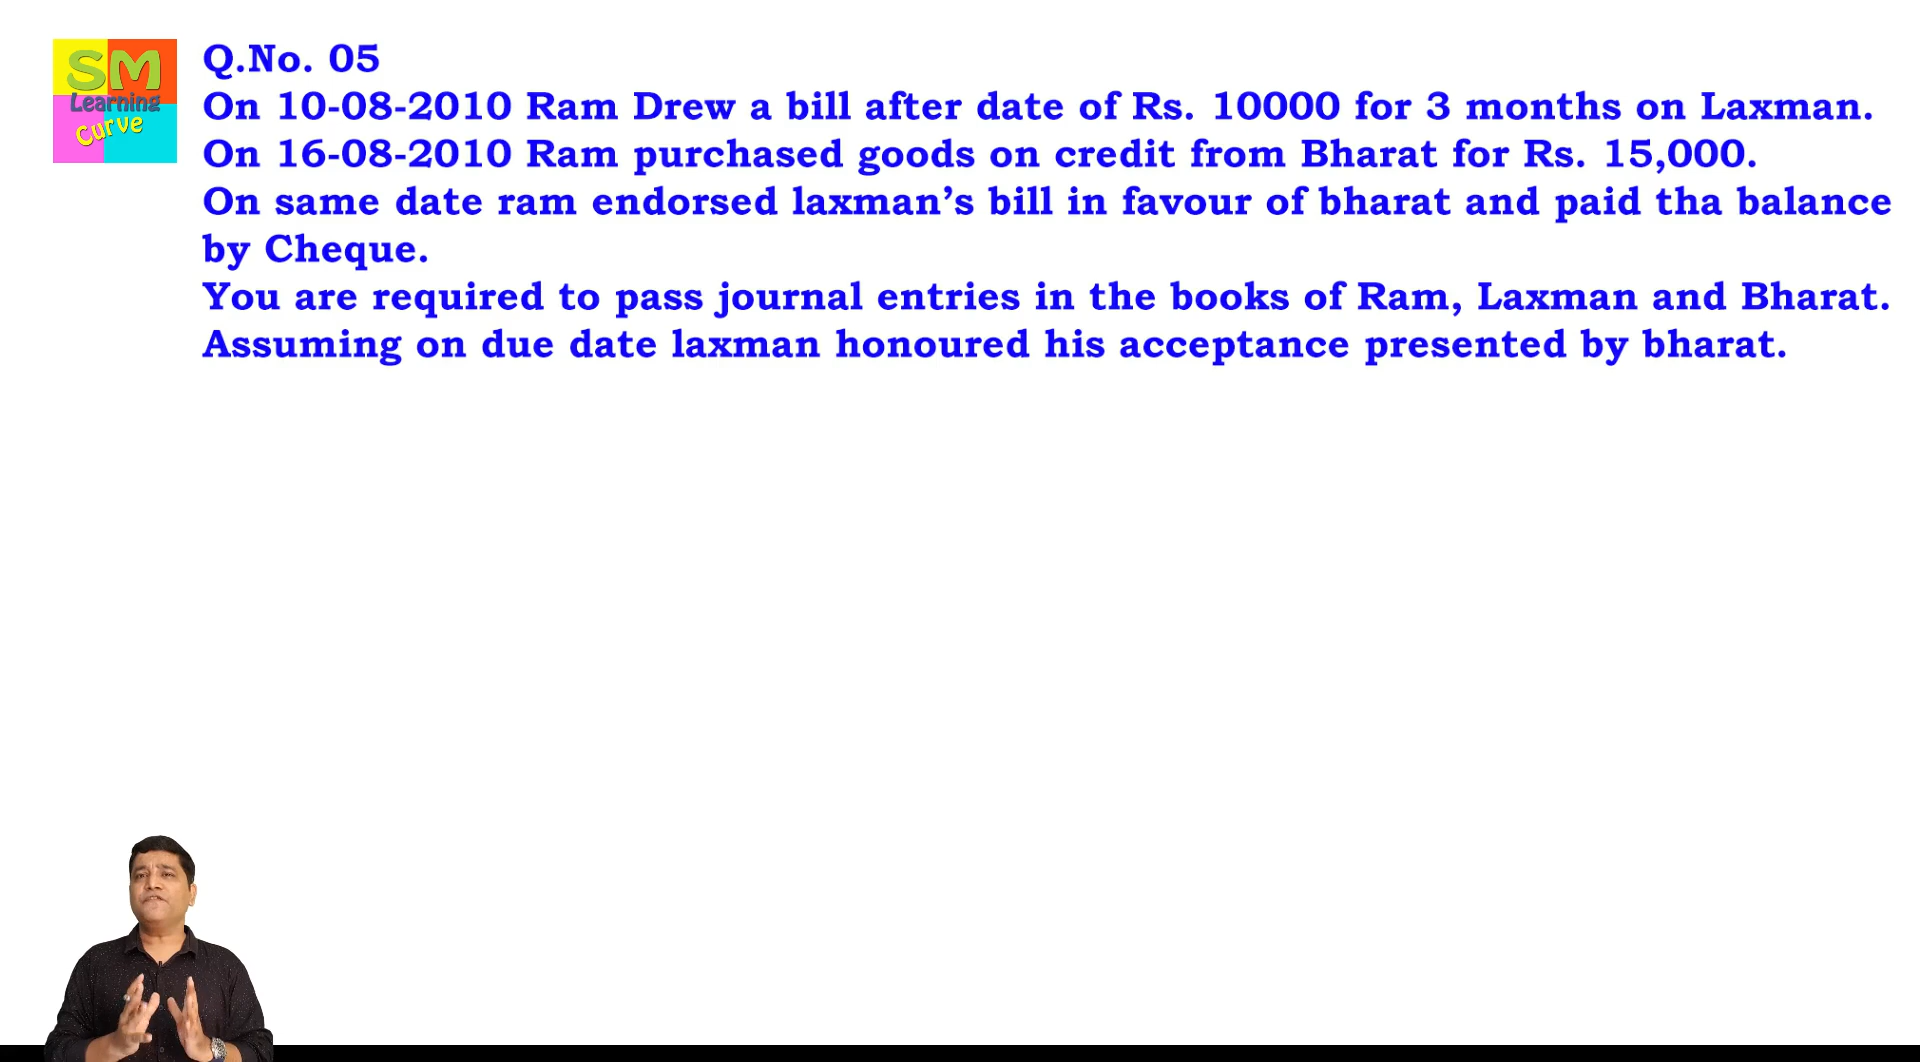 SM
Learning
Curve
Q.No. 05
On 10-08-2010 Ram Drew a bill after date of Rs. 10000 for 3 months on Laxman.
On 16-08-2010 Ram purchased goods on credit from Bharat for Rs. 15,000.
On same date ram endorsed laxman’s bill in favour of bharat and paid tha balance
by Cheque.
You are required to pass journal entries in the books of Ram, Laxman and Bharat.
Assuming on due date laxman honoured his acceptance presented by bharat.